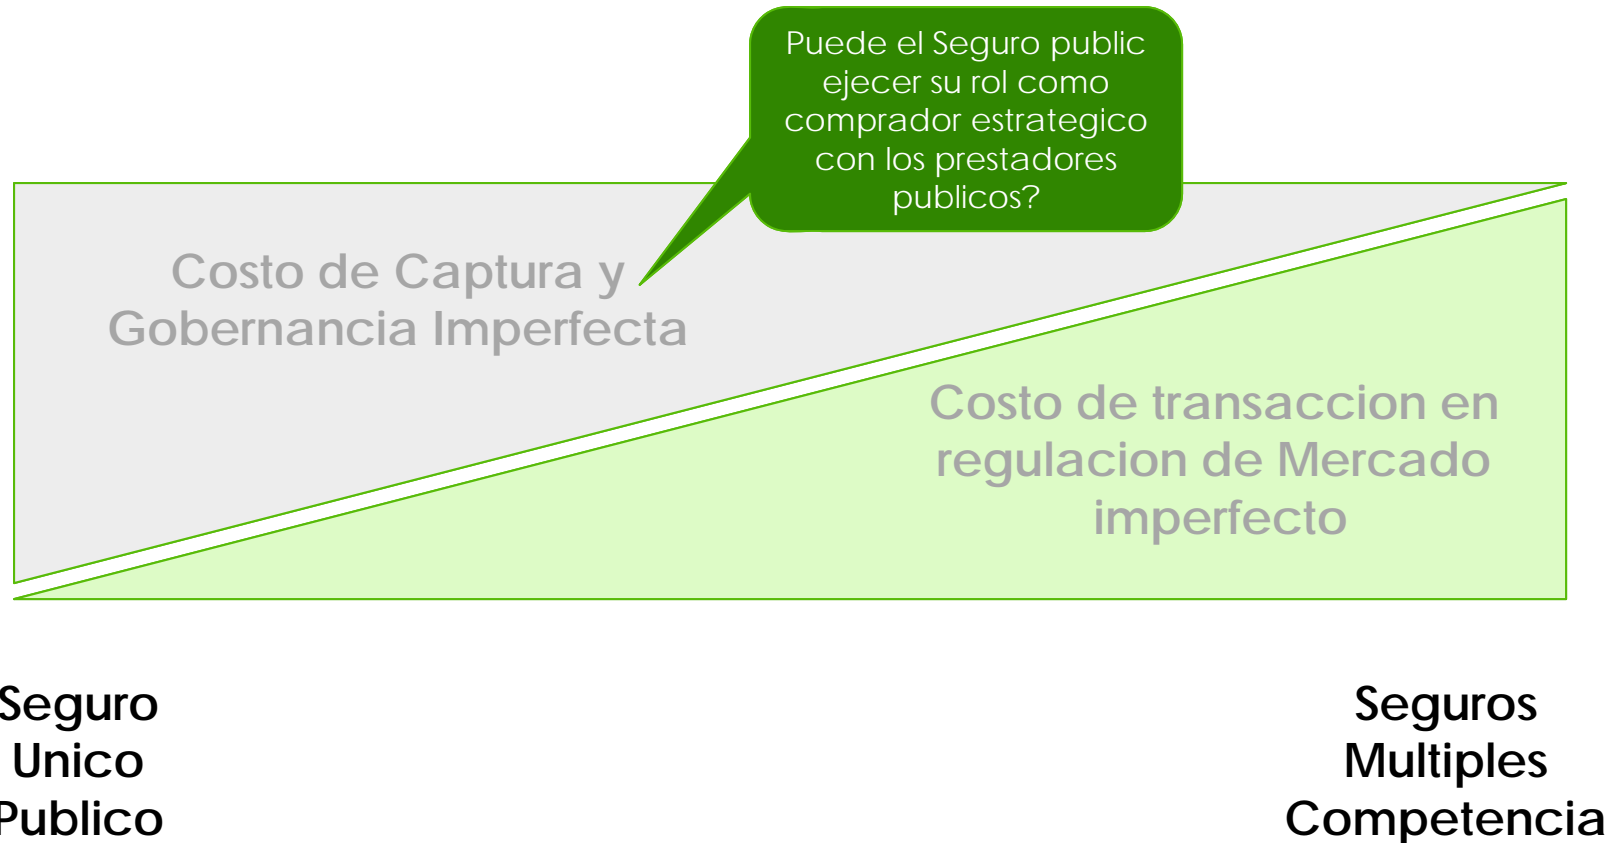 Puede el Seguro public
ejecer su rol como
comprador estrategico
con los prestadores
publicos?
Costo de Captura y
Gobernancia Imperfecta
Costo de transaccion en
regulacion de Mercado
imperfecto
Seguro
Unico
Publico
Seguros
Multiples
Competencia